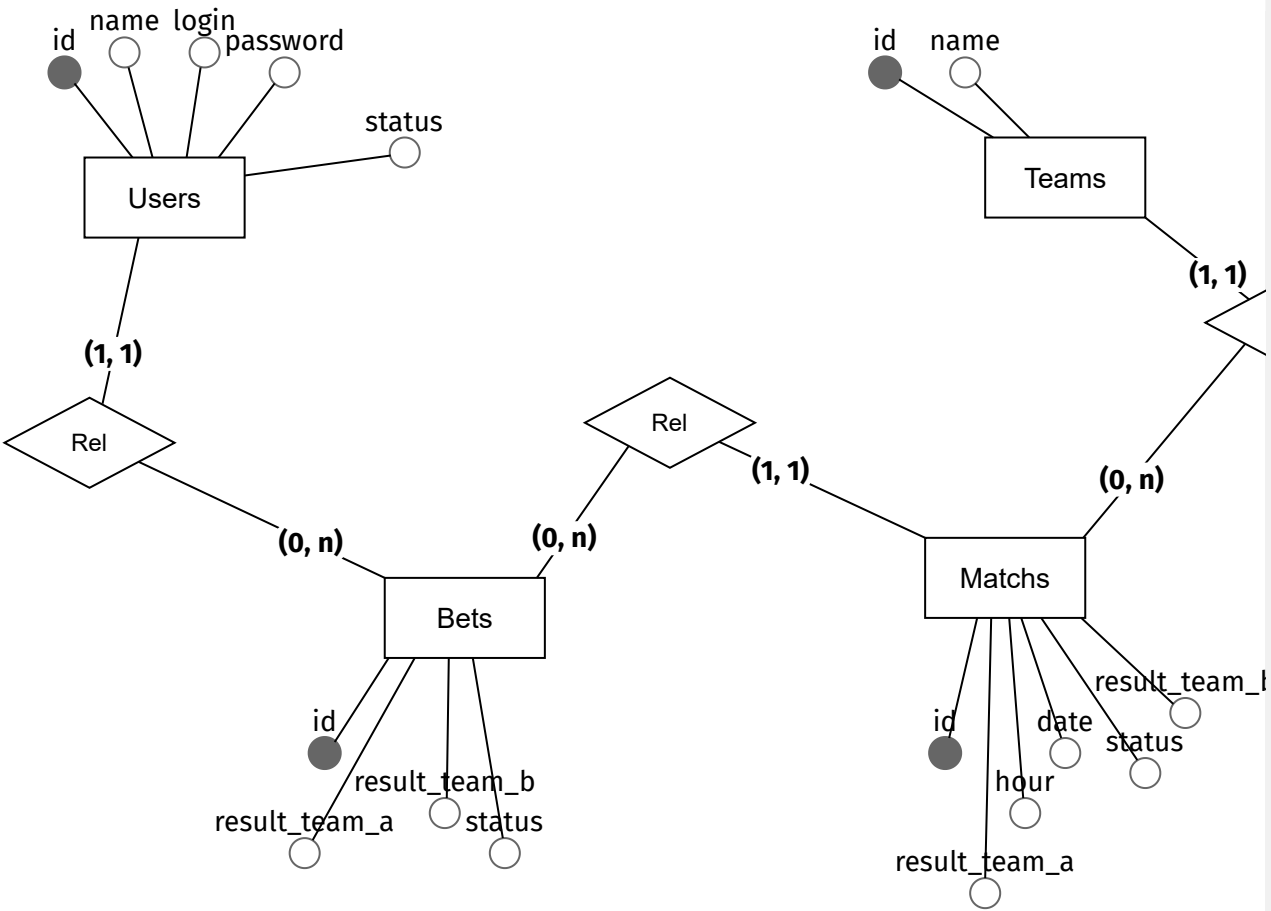 id
name
login
password
status
Users
id
name
Teams
(1, 1)
(1, 1)
Rel
Rel
(1, 1)
(0, n)
(0, n)
(0, n)
Matchs
Bets
id
result_team_b
result_team_a
status
id
date
result_team_b
status
hour
result_team_a